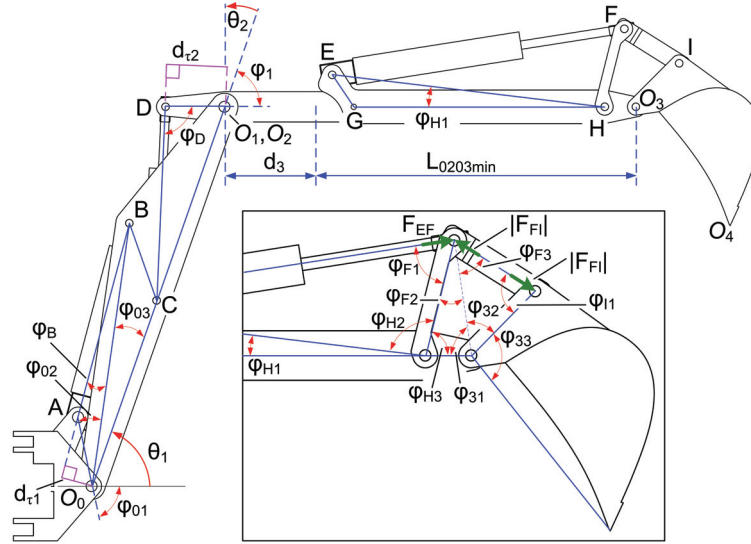 θ₂
F
dτ2
E
I
φ₁
D
O₃
G
H
φD
O₁,O₂
φH1
d₃
L0203min
B
O₄
FEF
|FFI|
φF3
φF1
|FFI|
C
φ03
φF2
φ32
φI1
φB
φH2
φ33
φ02
φH1
A
φH3
φ31
θ₁
dτ1
O₀
φ01